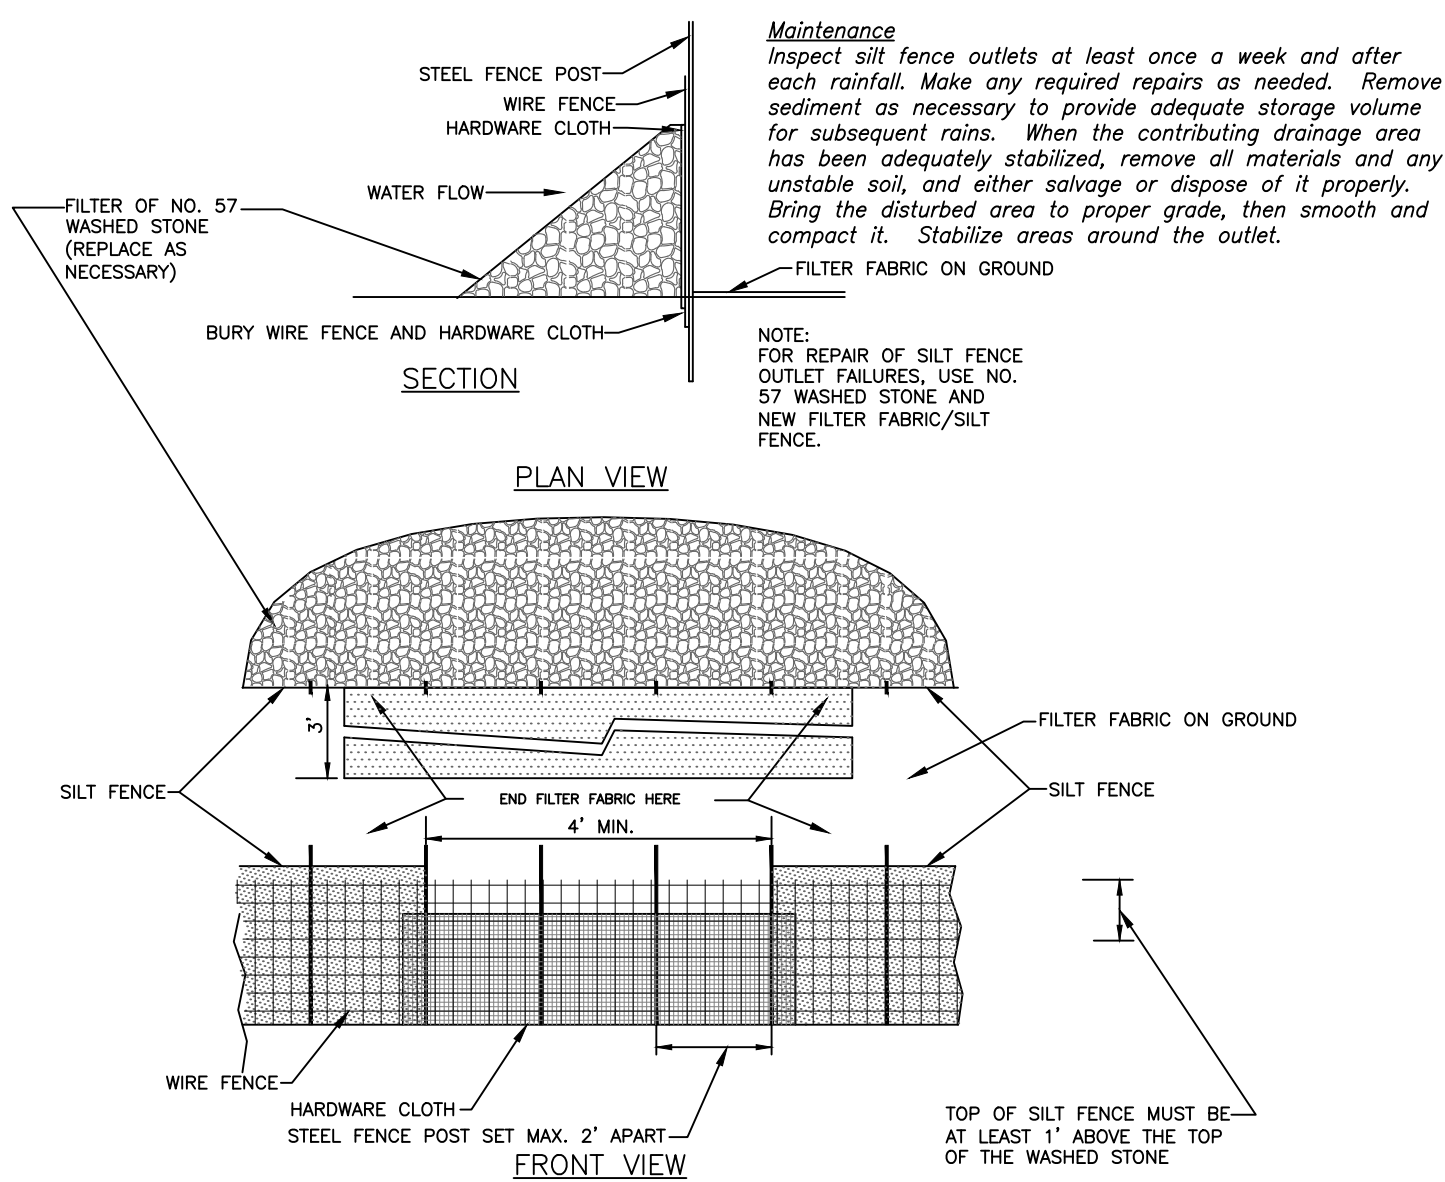 Maintenance
Inspect silt fence outlets at least once a week and after
each rainfall. Make any required repairs as needed. Remove
sediment as necessary to provide adequate storage volume
for subsequent rains. When the contributing drainage area
has been adequately stabilized, remove all materials and any
unstable soil, and either salvage or dispose of it properly.
Bring the disturbed area to proper grade, then smooth and
compact it. Stabilize areas around the outlet.
STEEL FENCE POST
WIRE FENCE
HARDWARE CLOTH
WATER FLOW
FILTER OF NO. 57
WASHED STONE
(REPLACE AS
NECESSARY)
FILTER FABRIC ON GROUND
BURY WIRE FENCE AND HARDWARE CLOTH
SECTION
NOTE:
FOR REPAIR OF SILT FENCE
OUTLET FAILURES, USE NO.
57 WASHED STONE AND
NEW FILTER FABRIC/SILT
FENCE.
PLAN VIEW
3'
FILTER FABRIC ON GROUND
SILT FENCE
END FILTER FABRIC HERE
SILT FENCE
4' MIN.
WIRE FENCE
HARDWARE CLOTH
STEEL FENCE POST SET MAX. 2' APART
FRONT VIEW
TOP OF SILT FENCE MUST BE
AT LEAST 1' ABOVE THE TOP
OF THE WASHED STONE